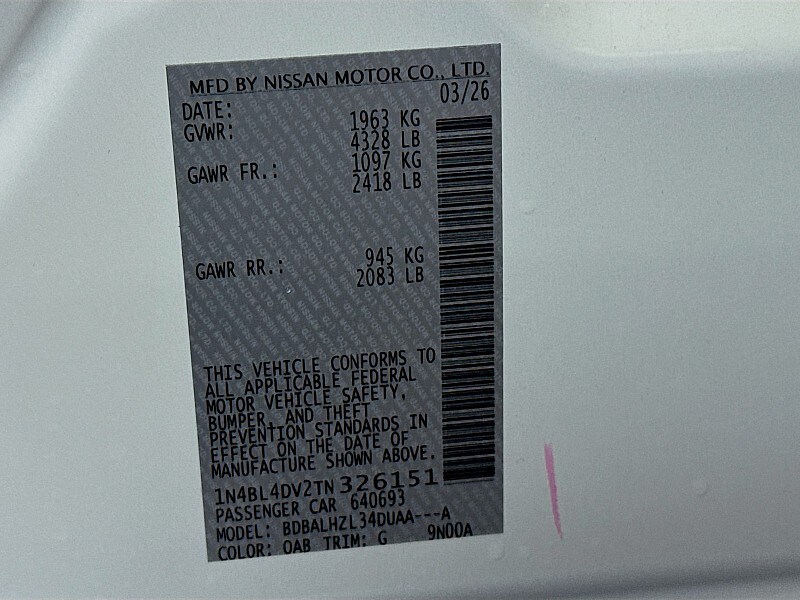 MFD BY NISSAN MOTOR CO., LTD.
DATE: 03/26
GVWR: 1963 KG
4328 LB
GAWR FR.: 1097 KG
2418 LB
GAWR RR.: 945 KG
2083 LB
THIS VEHICLE CONFORMS TO
ALL APPLICABLE FEDERAL
MOTOR VEHICLE SAFETY,
BUMPER, AND THEFT
PREVENTION STANDARDS IN
EFFECT ON THE DATE OF
MANUFACTURE SHOWN ABOVE.
1N4BL4DV2TN326151
PASSENGER CAR 640693
MODEL: BDBALHZL34DUAA---A
COLOR: QAB TRIM: G 9N00A